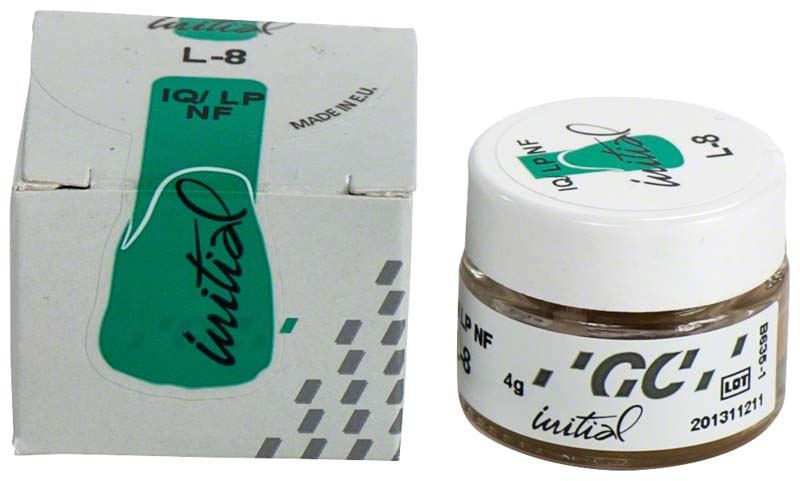 initial
L-8
IQ/ LP
NF
MADE IN E.U.
initial
IQ/ LP NF
initial
L-8
LP NF
L-8
4g
GC
initial
LOT
201311211
B635-1